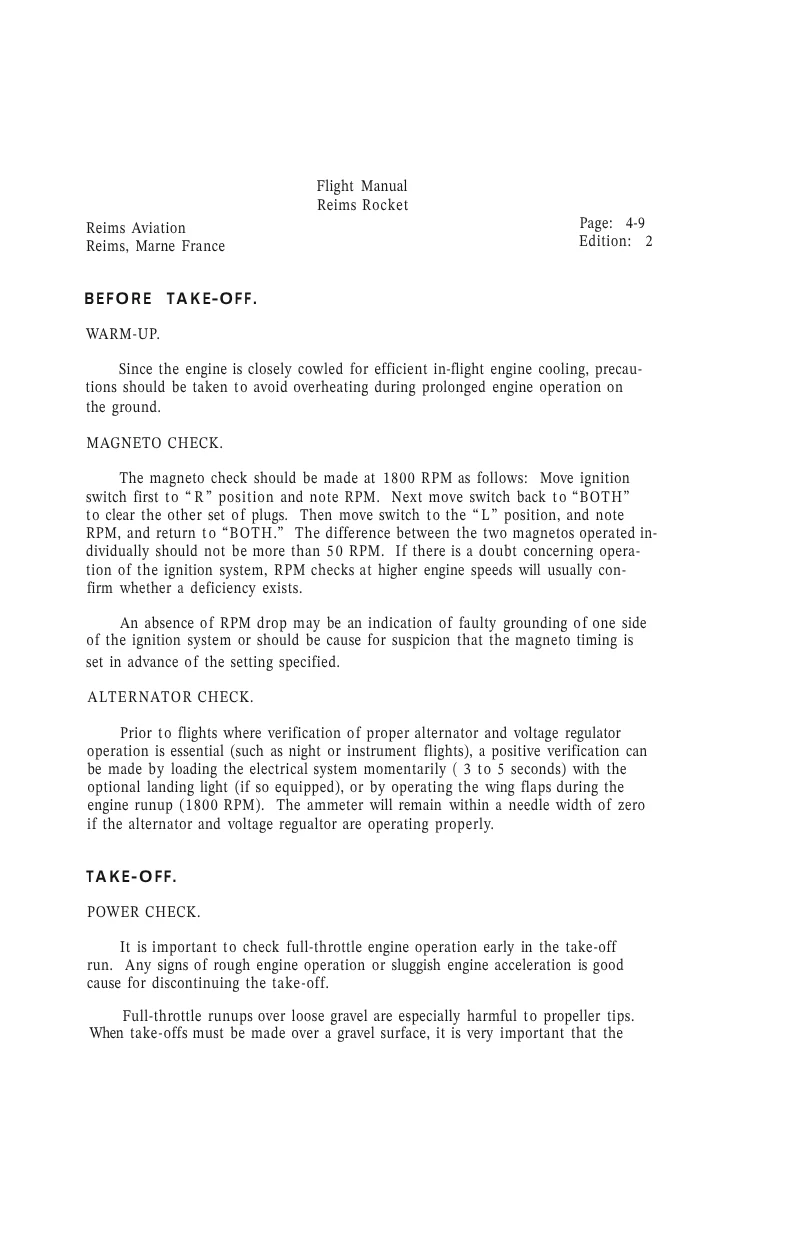 Flight Manual
Reims Rocket
Reims Aviation
Reims, Marne France
Page: 4-9
Edition: 2
BEFORE TAKE-OFF.
WARM-UP.
Since the engine is closely cowled for efficient in-flight engine cooling, precau-
tions should be taken to avoid overheating during prolonged engine operation on
the ground.
MAGNETO CHECK.
The magneto check should be made at 1800 RPM as follows: Move ignition
switch first to “R” position and note RPM. Next move switch back to “BOTH”
to clear the other set of plugs. Then move switch to the “L” position, and note
RPM, and return to “BOTH.” The difference between the two magnetos operated in-
dividually should not be more than 50 RPM. If there is a doubt concerning opera-
tion of the ignition system, RPM checks at higher engine speeds will usually con-
firm whether a deficiency exists.
An absence of RPM drop may be an indication of faulty grounding of one side
of the ignition system or should be cause for suspicion that the magneto timing is
set in advance of the setting specified.
ALTERNATOR CHECK.
Prior to flights where verification of proper alternator and voltage regulator
operation is essential (such as night or instrument flights), a positive verification can
be made by loading the electrical system momentarily ( 3 to 5 seconds) with the
optional landing light (if so equipped), or by operating the wing flaps during the
engine runup (1800 RPM). The ammeter will remain within a needle width of zero
if the alternator and voltage regualtor are operating properly.
TAKE-OFF.
POWER CHECK.
It is important to check full-throttle engine operation early in the take-off
run. Any signs of rough engine operation or sluggish engine acceleration is good
cause for discontinuing the take-off.
Full-throttle runups over loose gravel are especially harmful to propeller tips.
When take-offs must be made over a gravel surface, it is very important that the